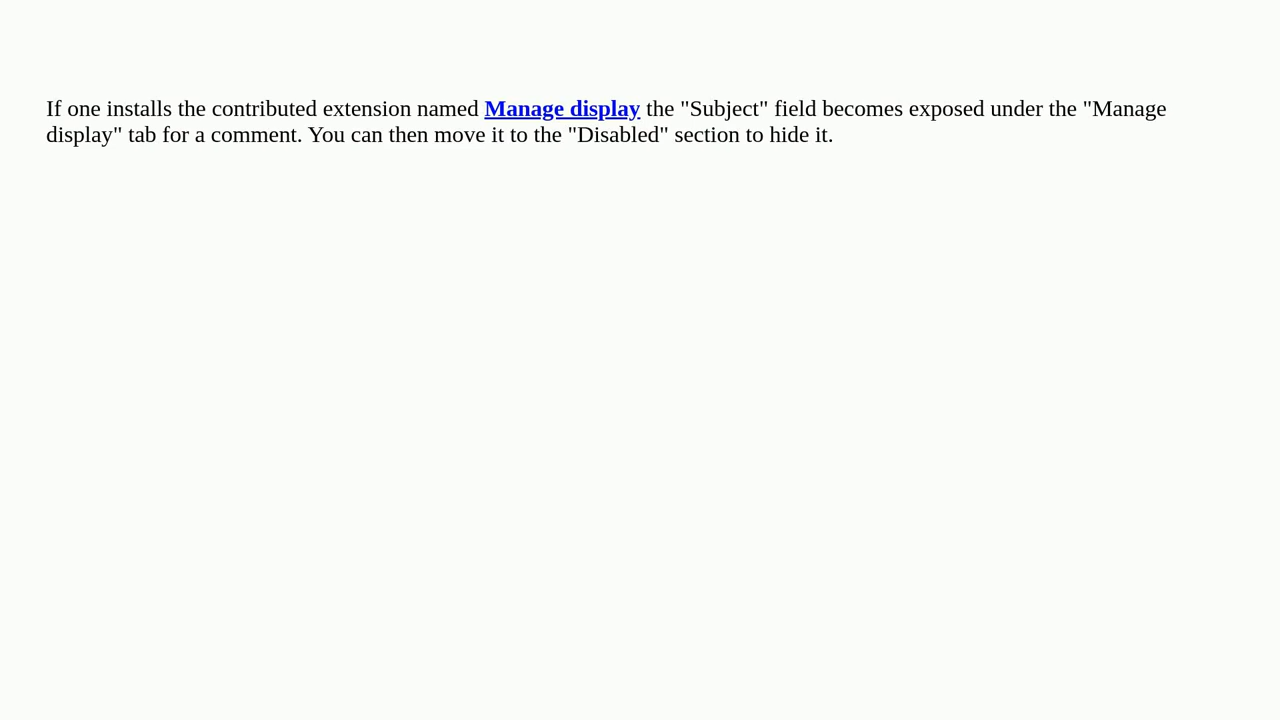 If one installs the contributed extension named Manage display the "Subject" field becomes exposed under the "Manage
display" tab for a comment. You can then move it to the "Disabled" section to hide it.